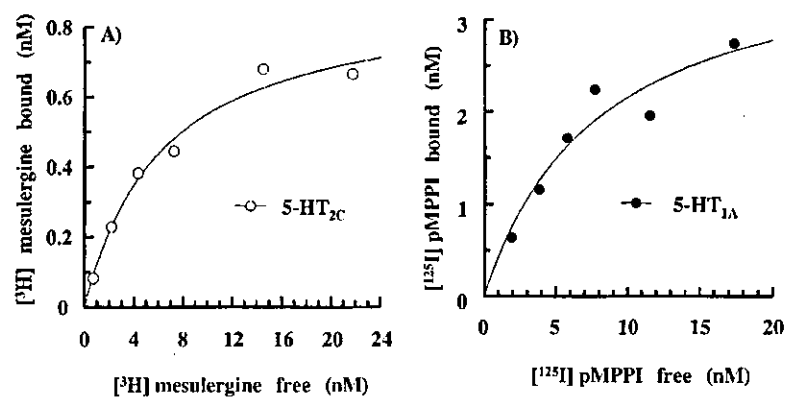 A)
[³H] mesulergine bound (nM)
0.8
0.6
0.4
0.2
0
5-HT₂C
0 4 8 12 16 20 24
[³H] mesulergine free (nM)
B)
[¹²⁵I] pMPPI bound (nM)
3
2
1
0
5-HT₁A
0 5 10 15 20
[¹²⁵I] pMPPI free (nM)